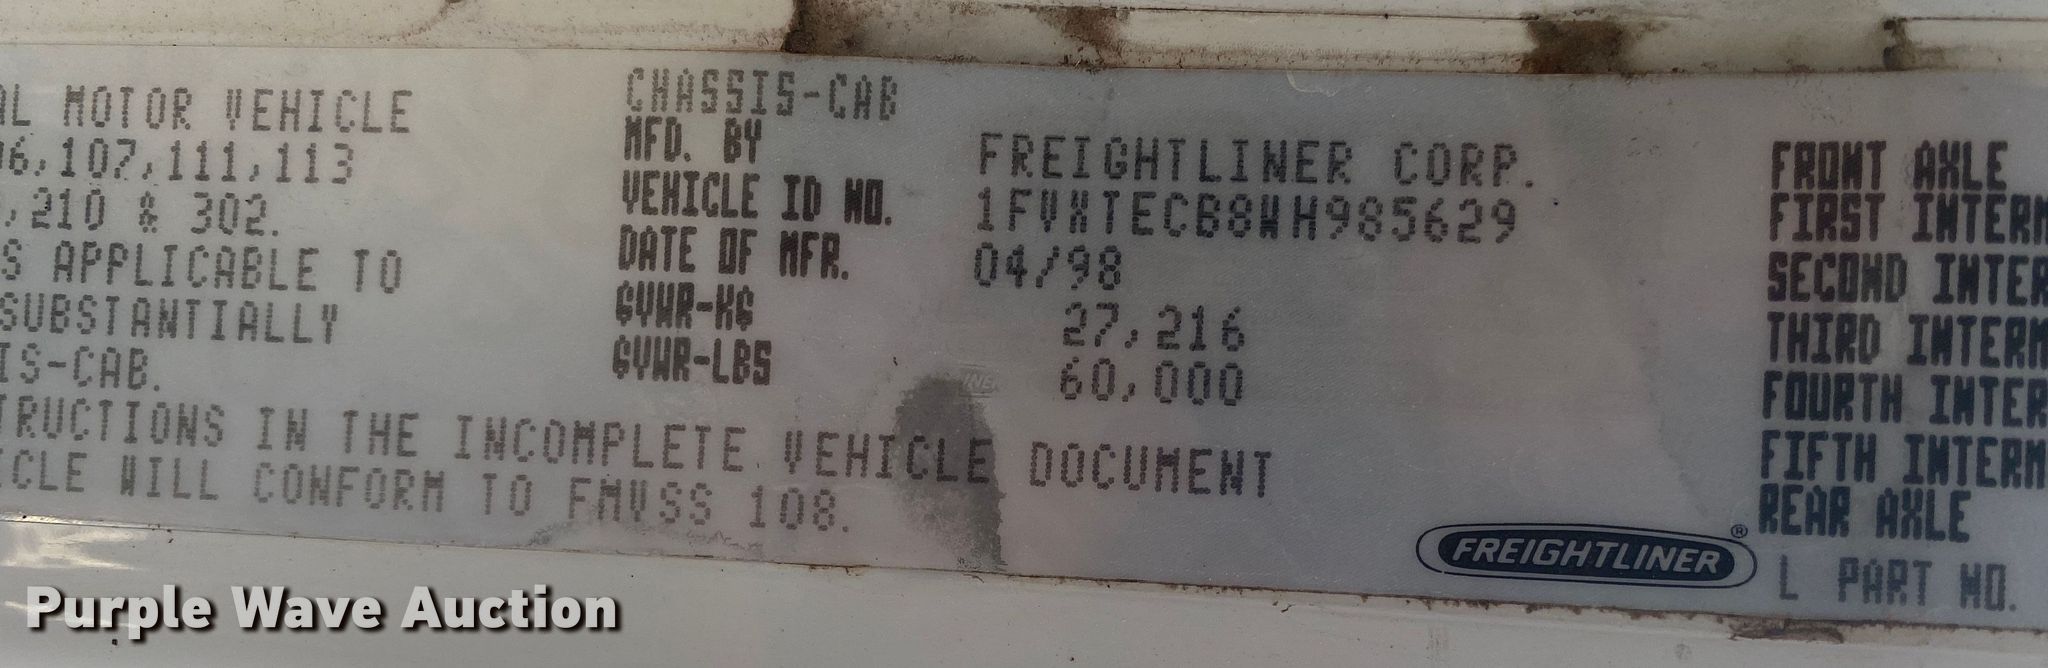 AL MOTOR VEHICLE
06,107,111,113
,210 & 302.
S APPLICABLE TO
SUBSTANTIALLY
IS-CAB.
TRUCTIONS IN THE INCOMPLETE VEHICLE DOCUMENT
ICLE WILL CONFORM TO FMVSS 108.
CHASSIS-CAB
MFD. BY FREIGHTLINER CORP.
VEHICLE ID NO. 1FVXTECB8WH985629
DATE OF MFR. 04/98
GVWR-KG 27,216
GVWR-LBS 60,000
FREIGHTLINER®
FRONT AXLE
FIRST INTERM
SECOND INTER
THIRD INTERM
FOURTH INTER
FIFTH INTERM
REAR AXLE
L PART NO.
Purple Wave Auction